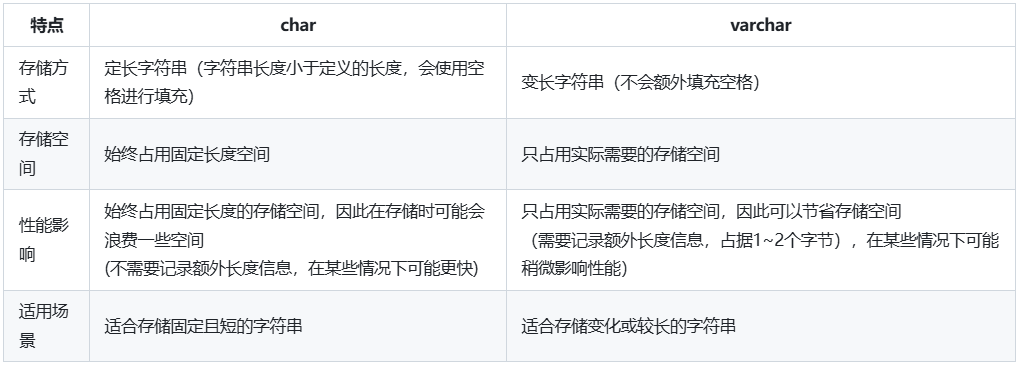 特点 char varchar
存储方式 定长字符串（字符串长度小于定义的长度，会使用空格进行填充） 变长字符串（不会额外填充空格）
存储空间 始终占用固定长度空间 只占用实际需要的存储空间
性能影响 始终占用固定长度的存储空间，因此在存储时可能会浪费一些空间
(不需要记录额外长度信息，在某些情况下可能更快) 只占用实际需要的存储空间，因此可以节省存储空间
（需要记录额外长度信息，占据1~2个字节），在某些情况下可能稍微影响性能）
适用场景 适合存储固定且短的字符串 适合存储变化或较长的字符串